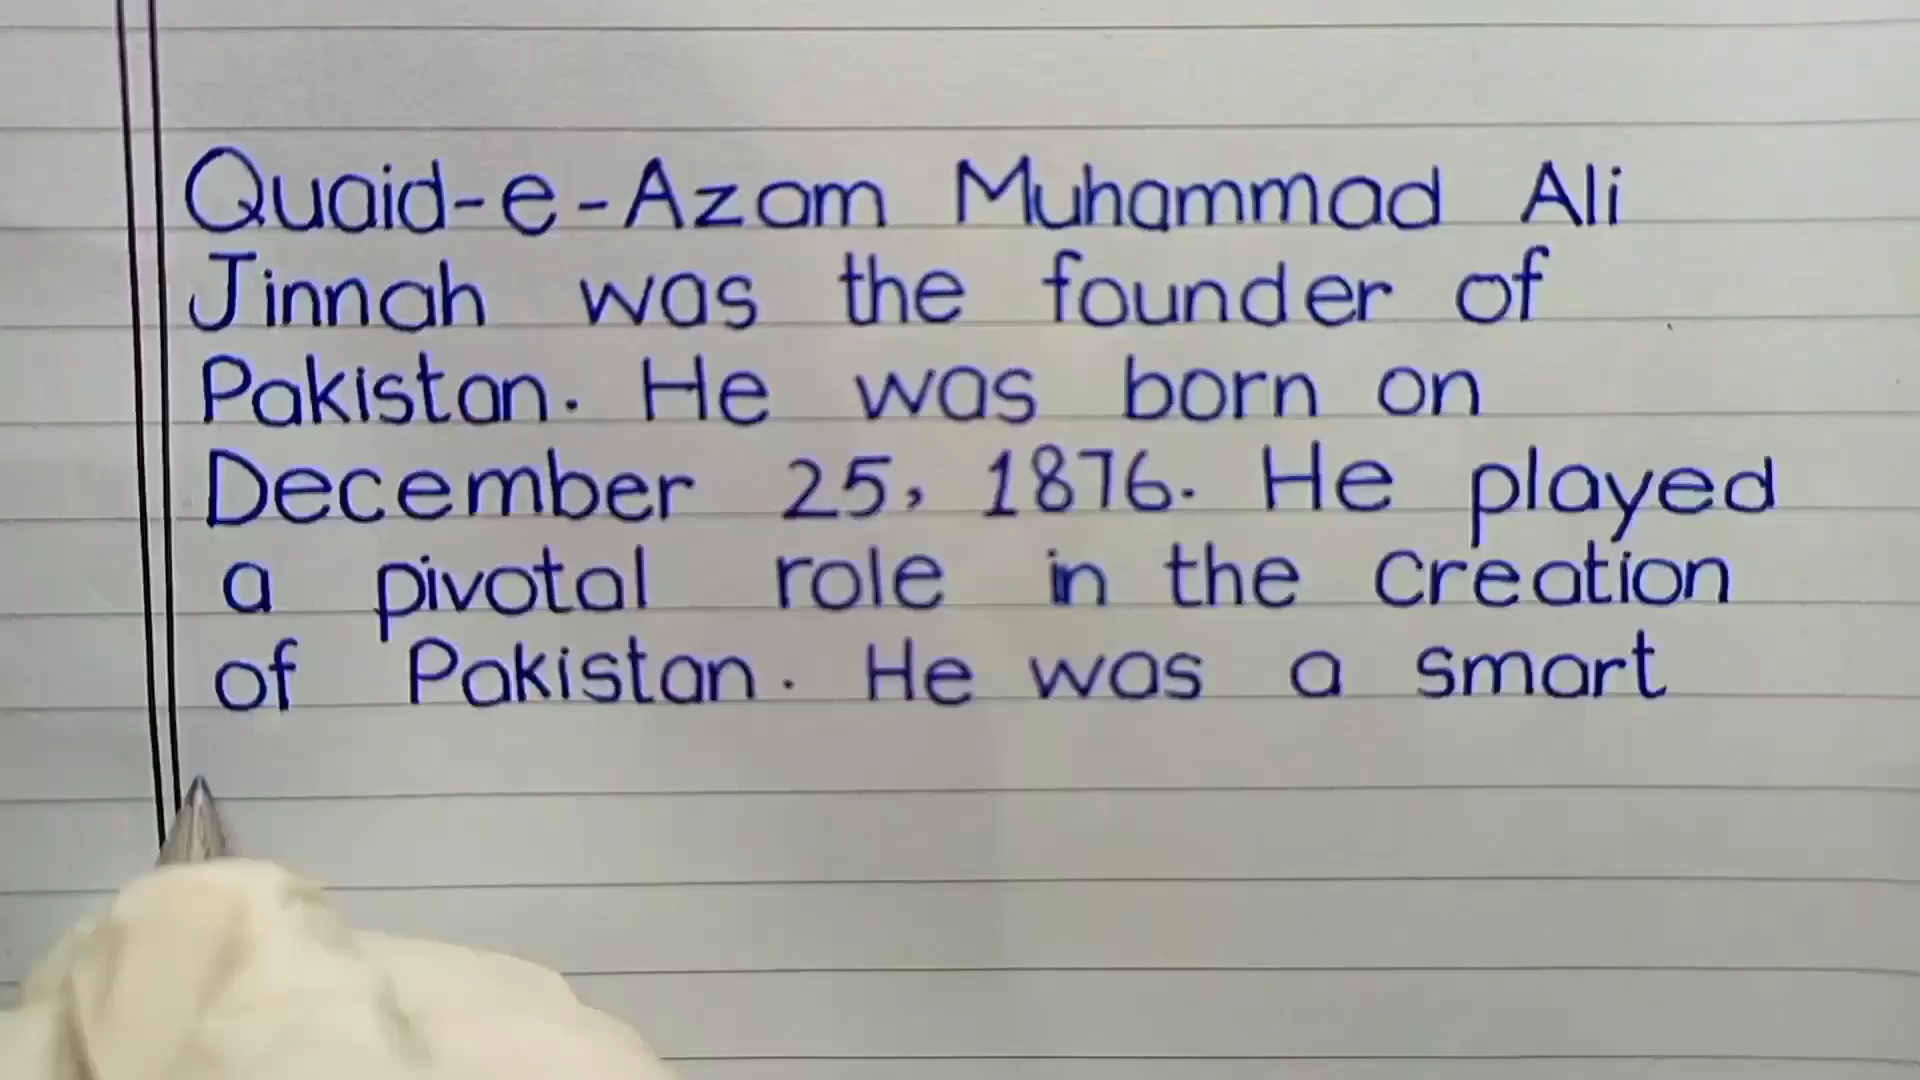 Quaid-e-Azam Muhammad Ali
Jinnah was the founder of
Pakistan. He was born on
December 25, 1876. He played
a pivotal role in the Creation
of Pakistan. He was a smart